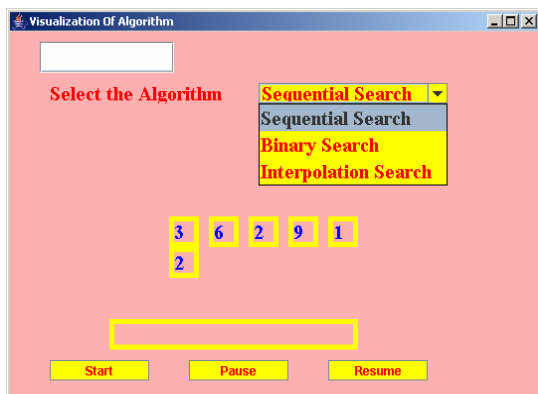 Visualization Of Algorithm
Select the Algorithm Sequential Search
Sequential Search
Binary Search
Interpolation Search
3 6 2 9 1
2
Start Pause Resume